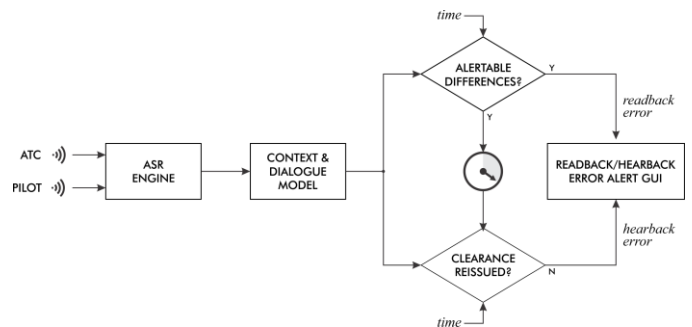 time
ALERTABLE
DIFFERENCES?
Y
Y
readback
error
ATC
PILOT
ASR
ENGINE
CONTEXT &
DIALOGUE
MODEL
READBACK/HEARBACK
ERROR ALERT GUI
hearback
error
CLEARANCE
REISSUED?
N
time